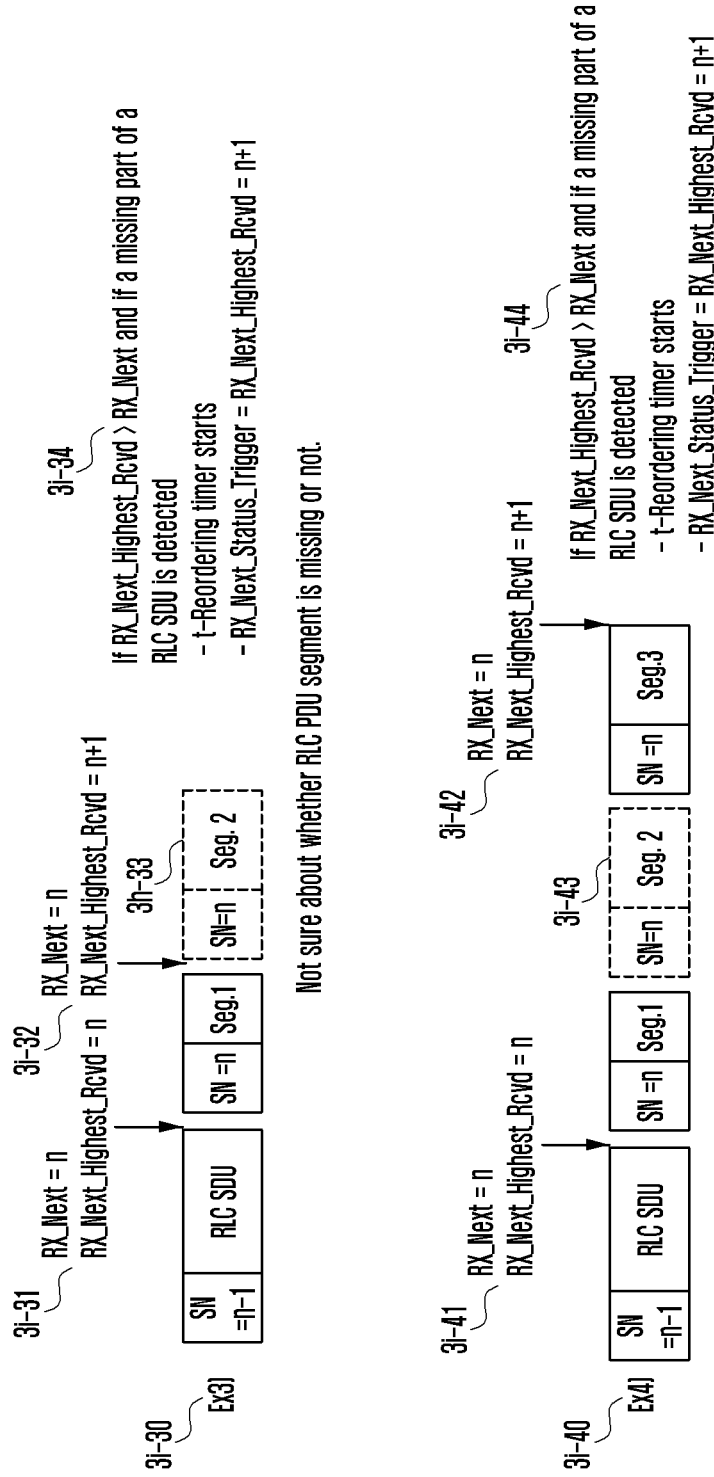 3i-30
Ex3)
3i-31
RX_Next = n
RX_Next_Highest_Rcvd = n
3i-32
RX_Next = n
RX_Next_Highest_Rcvd = n+1
3h-33
SN
=n-1
RLC SDU
SN =n
Seg.1
SN=n
Seg. 2
3i-34
If RX_Next_Highest_Rcvd > RX_Next and if a missing part of a
RLC SDU is detected
- t-Reordering timer starts
- RX_Next_Status_Trigger = RX_Next_Highest_Rcvd = n+1
Not sure about whether RLC PDU segment is missing or not.
3i-40
Ex4)
3i-41
RX_Next = n
RX_Next_Highest_Rcvd = n
3i-42
RX_Next = n
RX_Next_Highest_Rcvd = n+1
3i-43
SN
=n-1
RLC SDU
SN =n
Seg.1
SN=n
Seg. 2
SN =n
Seg.3
3i-44
If RX_Next_Highest_Rcvd > RX_Next and if a missing part of a
RLC SDU is detected
- t-Reordering timer starts
- RX_Next_Status_Trigger = RX_Next_Highest_Rcvd = n+1